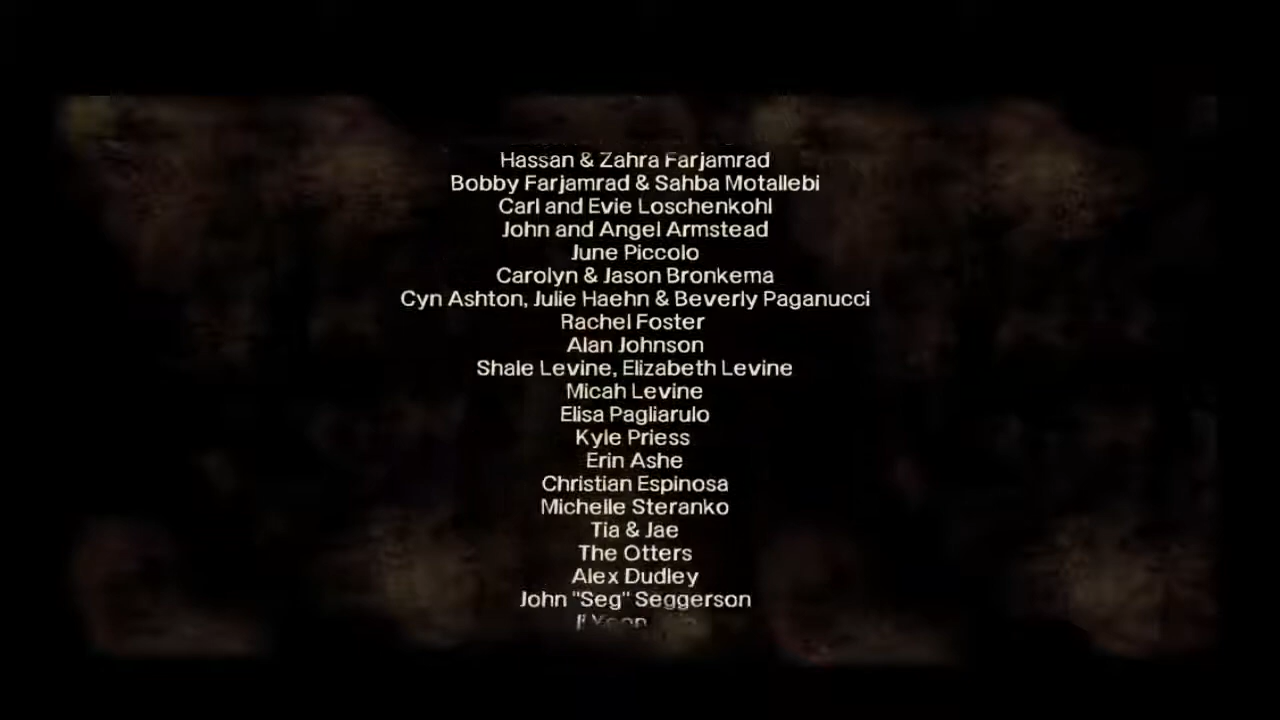 Hassan & Zahra Farjamrad
Bobby Farjamrad & Sahba Motallebi
Carl and Evie Loschenkohl
John and Angel Armstead
June Piccolo
Carolyn & Jason Bronkema
Cyn Ashton, Julie Haehn & Beverly Paganucci
Rachel Foster
Alan Johnson
Shale Levine, Elizabeth Levine
Micah Levine
Elisa Pagliarulo
Kyle Priess
Erin Ashe
Christian Espinosa
Michelle Steranko
Tia & Jae
The Otters
Alex Dudley
John "Seg" Seggerson